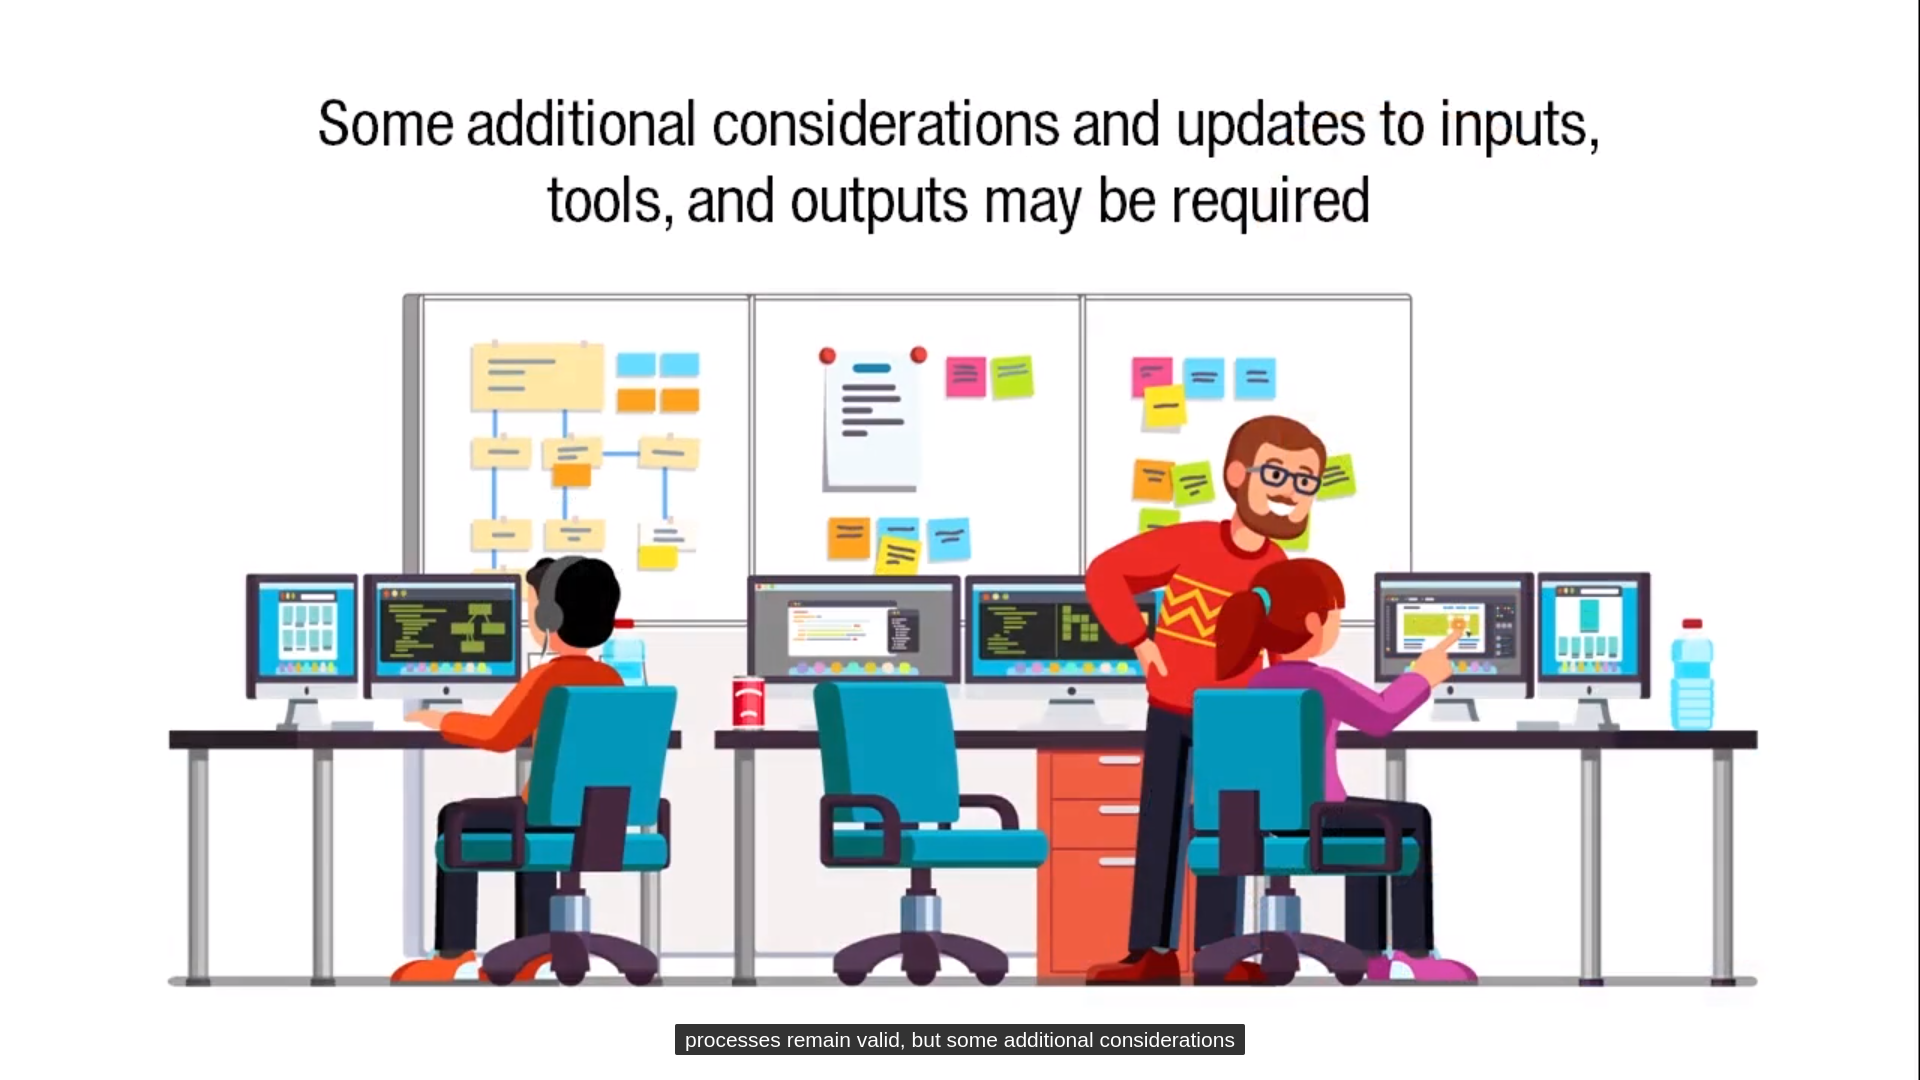 Some additional considerations and updates to inputs,
tools, and outputs may be required
processes remain valid, but some additional considerations